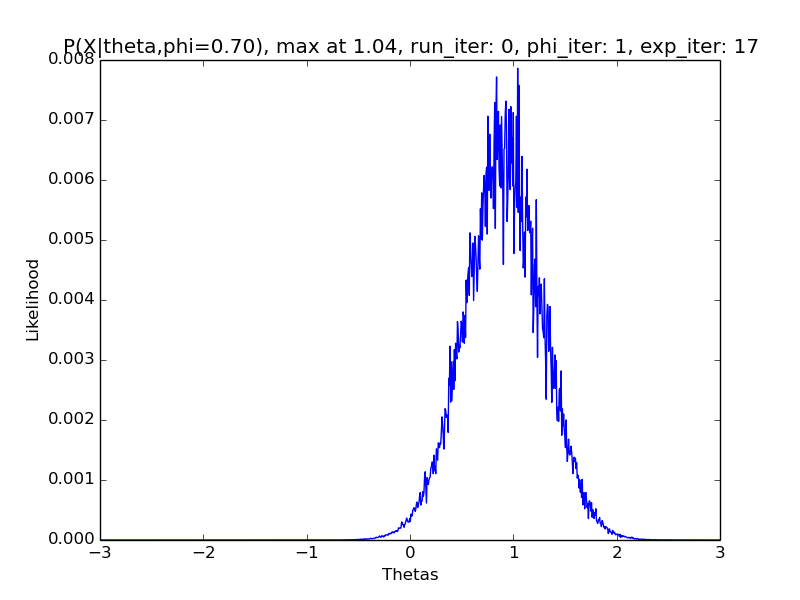 P(X|theta,phi=0.70), max at 1.04, run_iter: 0, phi_iter: 1, exp_iter: 17
0.008
0.007
0.006
0.005
0.004
0.003
0.002
0.001
0.000
Likelihood
−3 −2 −1 0 1 2 3
Thetas